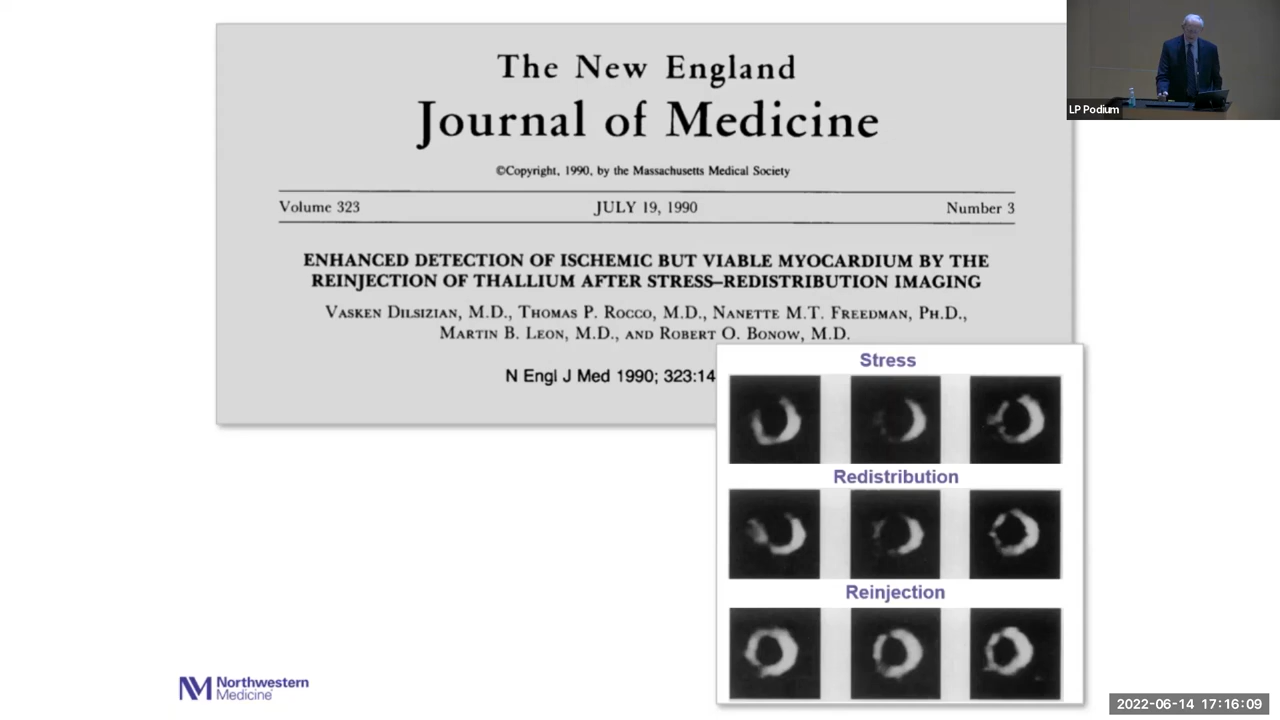 The New England
Journal of Medicine
©Copyright, 1990, by the Massachusetts Medical Society
Volume 323 JULY 19, 1990 Number 3
ENHANCED DETECTION OF ISCHEMIC BUT VIABLE MYOCARDIUM BY THE
REINJECTION OF THALLIUM AFTER STRESS–REDISTRIBUTION IMAGING
VASKEN DILSIZIAN, M.D., THOMAS P. ROCCO, M.D., NANETTE M.T. FREEDMAN, PH.D.,
MARTIN B. LEON, M.D., AND ROBERT O. BONOW, M.D.
N Engl J Med 1990; 323:14
Stress
Redistribution
Reinjection
LP Podium
Northwestern
Medicine
2022-06-14 17:16:09